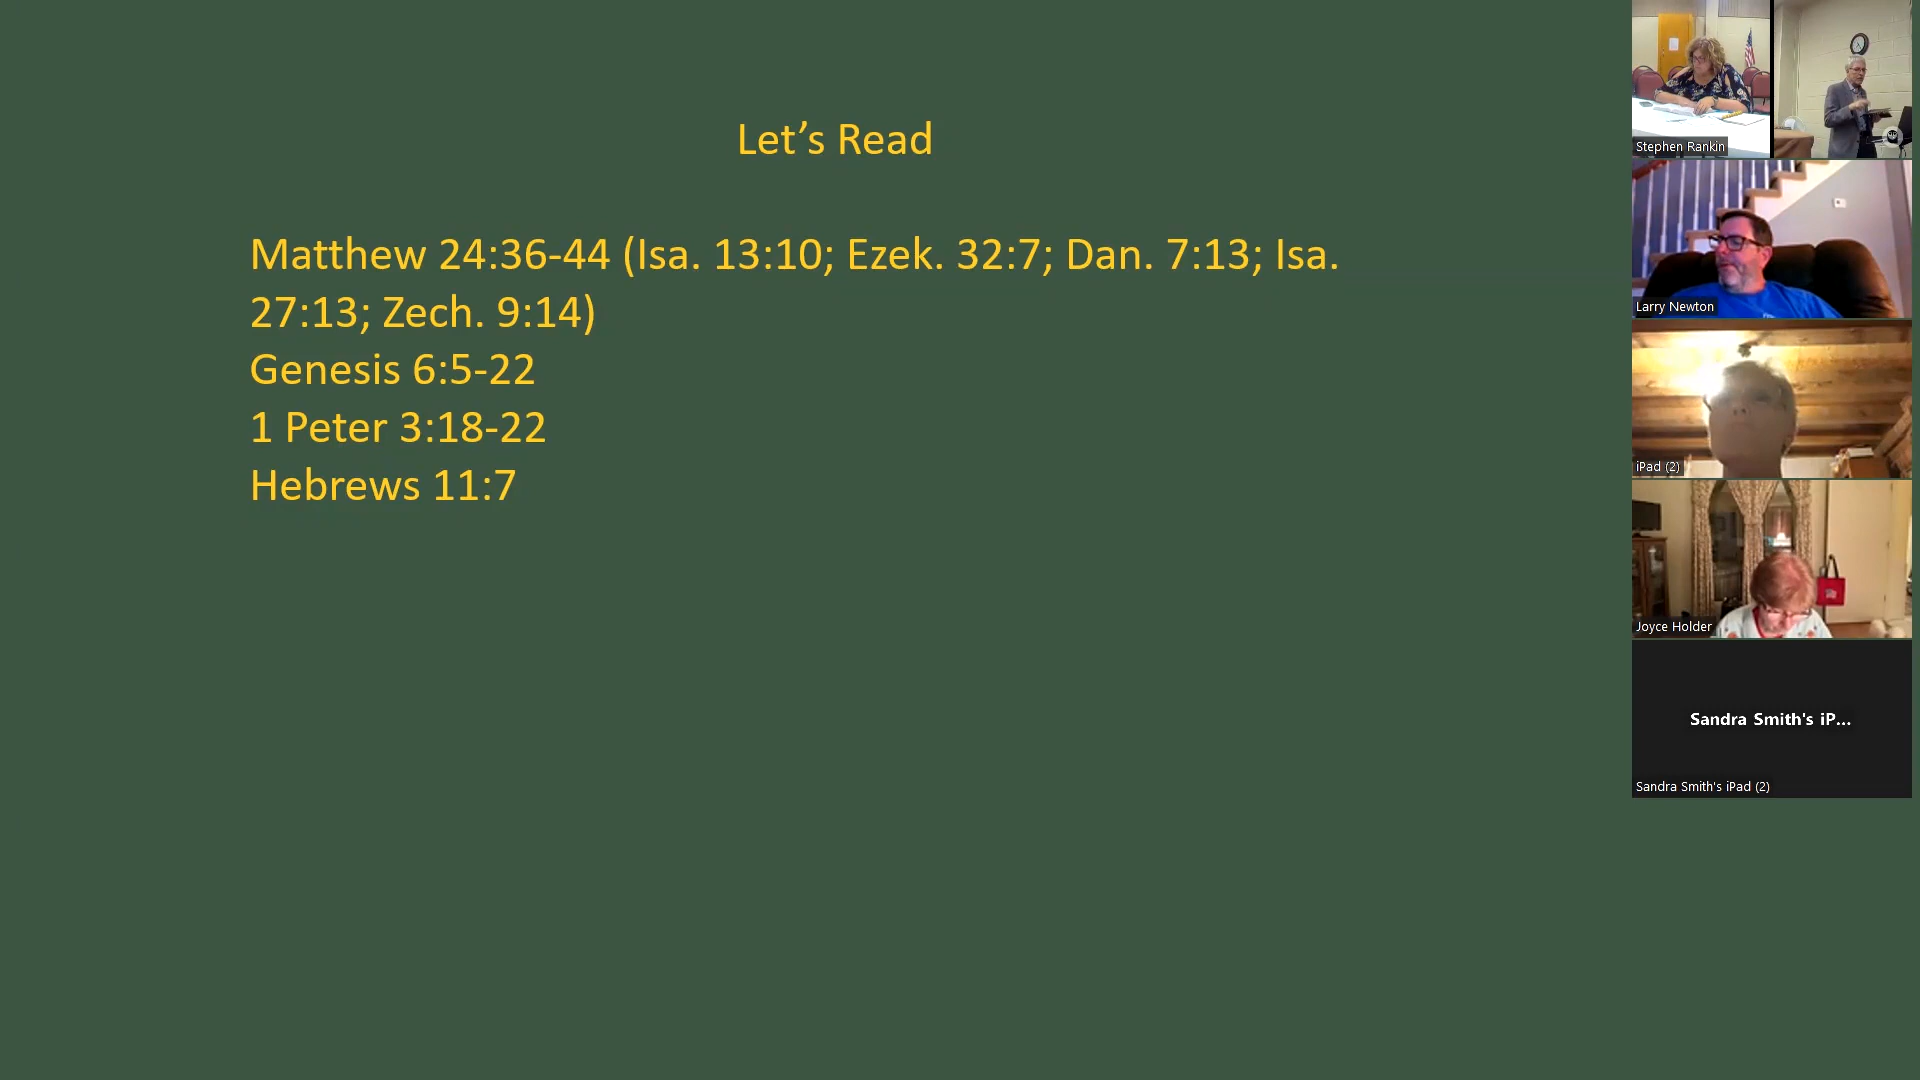 Let’s Read
Matthew 24:36-44 (Isa. 13:10; Ezek. 32:7; Dan. 7:13; Isa.
27:13; Zech. 9:14)
Genesis 6:5-22
1 Peter 3:18-22
Hebrews 11:7
Stephen Rankin
Larry Newton
iPad (2)
Joyce Holder
Sandra Smith's iP...
Sandra Smith's iPad (2)